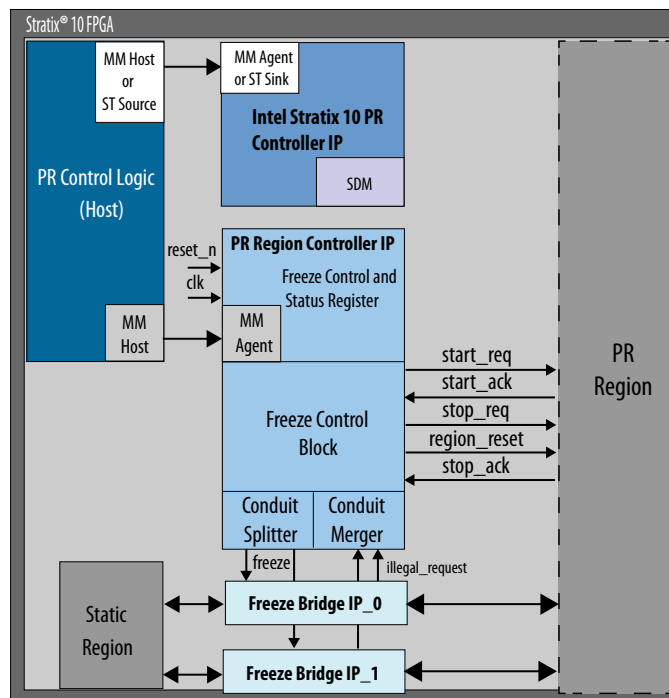 Stratix® 10 FPGA
MM Host
or
ST Source
MM Agent
or ST Sink
Intel Stratix 10 PR
Controller IP
SDM
PR Control Logic
(Host)
PR Region Controller IP
reset_n
Freeze Control and
Status Register
clk
MM
Host
MM
Agent
PR
Region
start_req
start_ack
stop_req
region_reset
stop_ack
Freeze Control
Block
Conduit
Splitter
Conduit
Merger
freeze
illegal_request
Static
Region
Freeze Bridge IP_0
Freeze Bridge IP_1